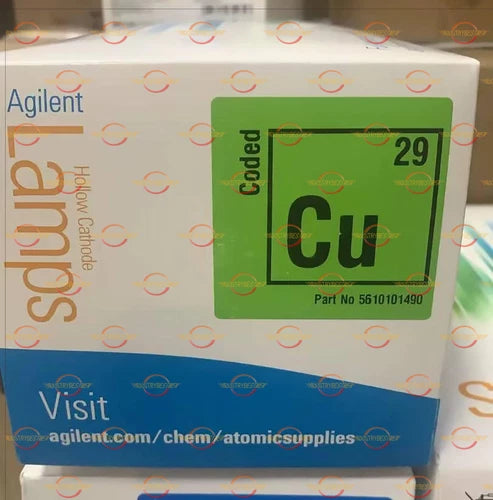 Agilent
Lamps
Hollow Cathode
Coded
29
Cu
Part No 5610101490
Visit
agilent.com/chem/atomicsupplies